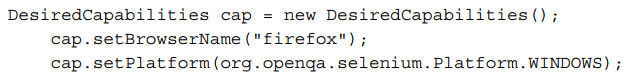 DesiredCapabilities cap = new DesiredCapabilities();
    cap.setBrowserName("firefox");
    cap.setPlatform(org.openqa.selenium.Platform.WINDOWS);